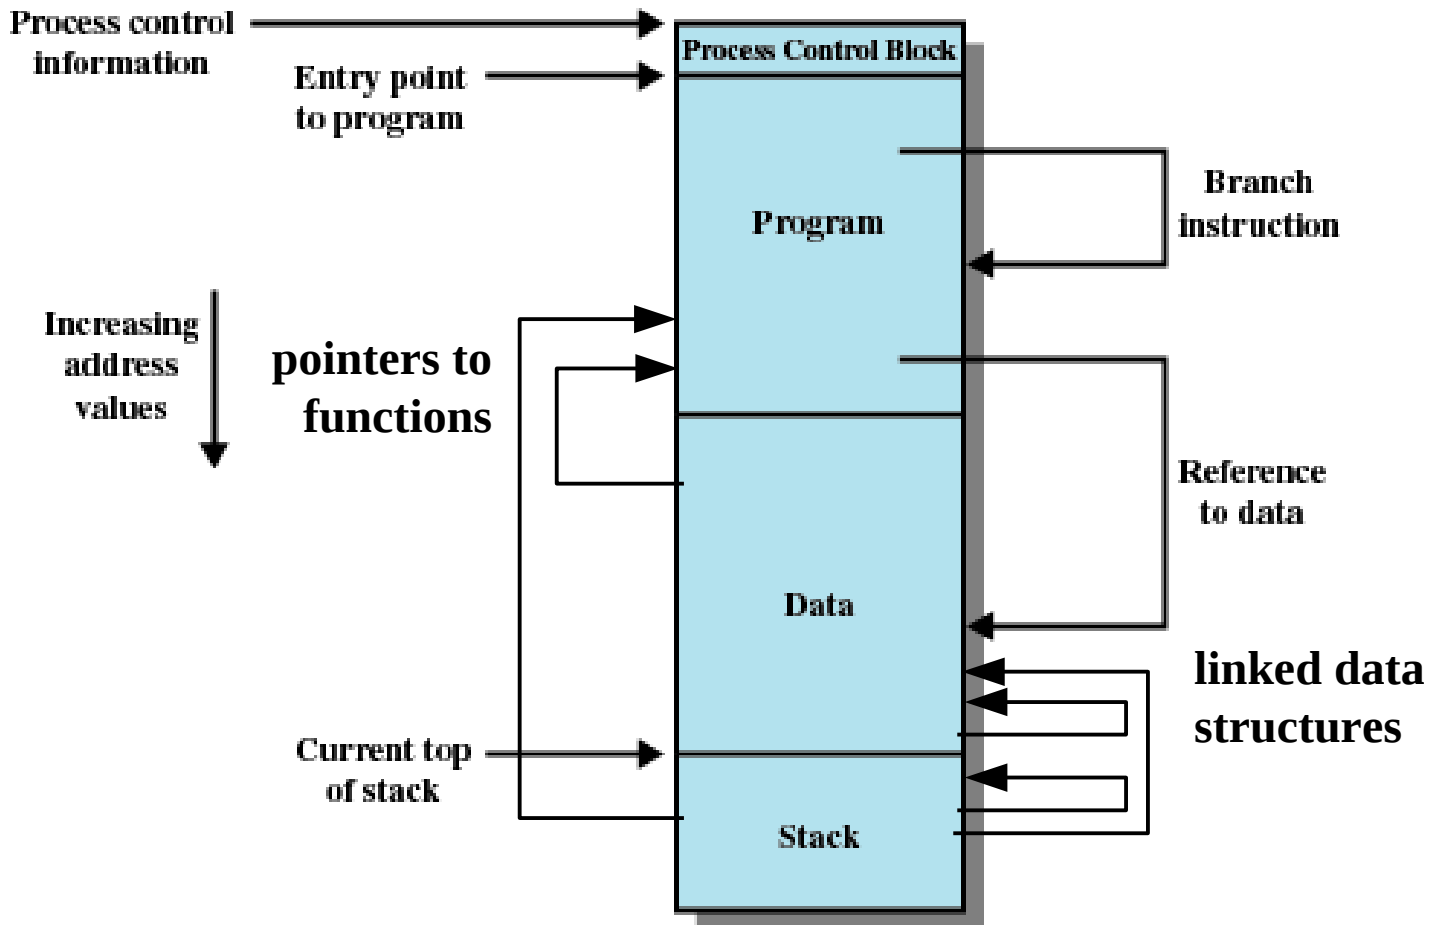 Process control
information
Process Control Block
Entry point
to program
Branch
instruction
Program
Increasing
address
values
pointers to
functions
Reference
to data
Data
linked data
structures
Current top
of stack
Stack